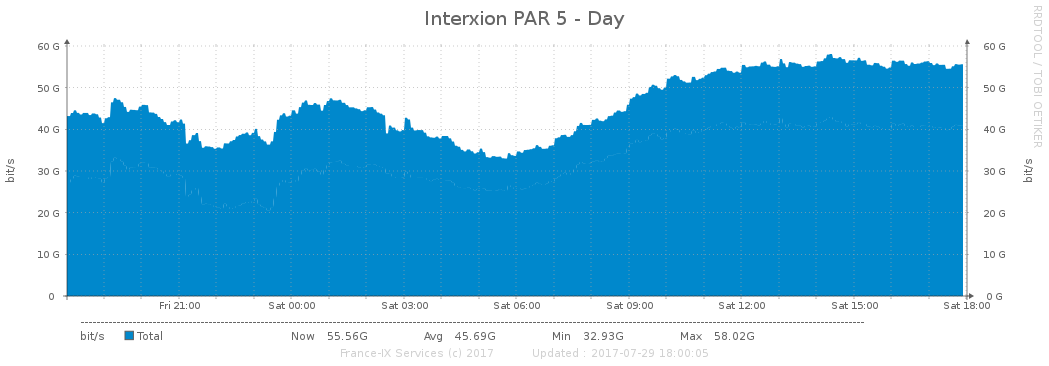 Interxion PAR 5 - Day
RRDTOOL / TOBI OETIKER
bit/s
60 G
50 G
40 G
30 G
20 G
10 G
0
60 G
50 G
40 G
30 G
20 G
10 G
0 G
bit/s
Fri 21:00 Sat 00:00 Sat 03:00 Sat 06:00 Sat 09:00 Sat 12:00 Sat 15:00 Sat 18:00
bit/s Total Now 55.56G Avg 45.69G Min 32.93G Max 58.02G
France-IX Services (c) 2017 Updated : 2017-07-29 18:00:05